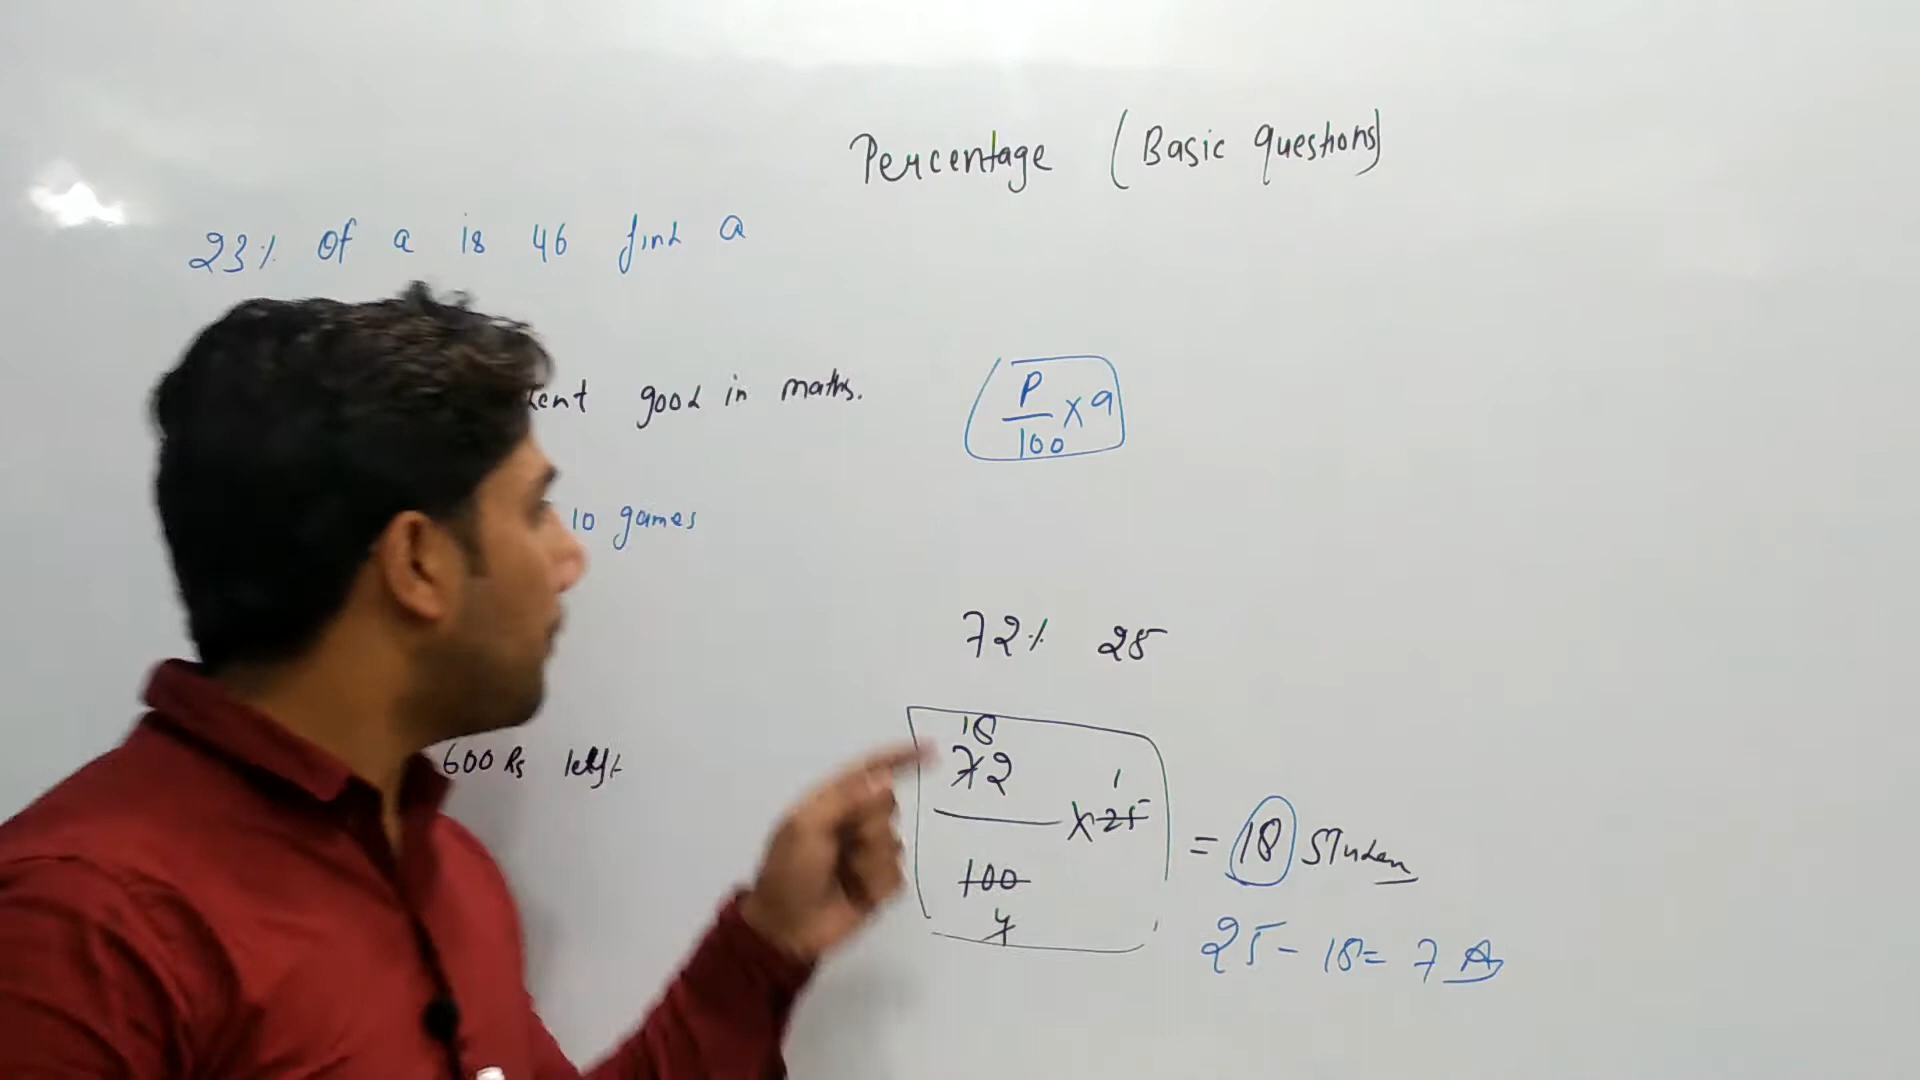 Percentage (Basic questions)
23% of a is 46 find a
good in maths.
P
100 × a
10 games
72% 25
600 Rs left
18
72
1
× 25
100
4
= 18 Studen
25 - 18 = 7 A